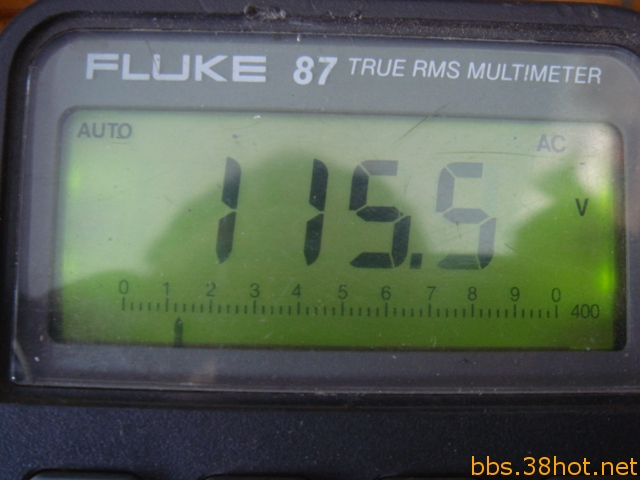 FLUKE 87 TRUE RMS MULTIMETER
AUTO AC
115.5 V
0 1 2 3 4 5 6 7 8 9 0
400
bbs.38hot.net